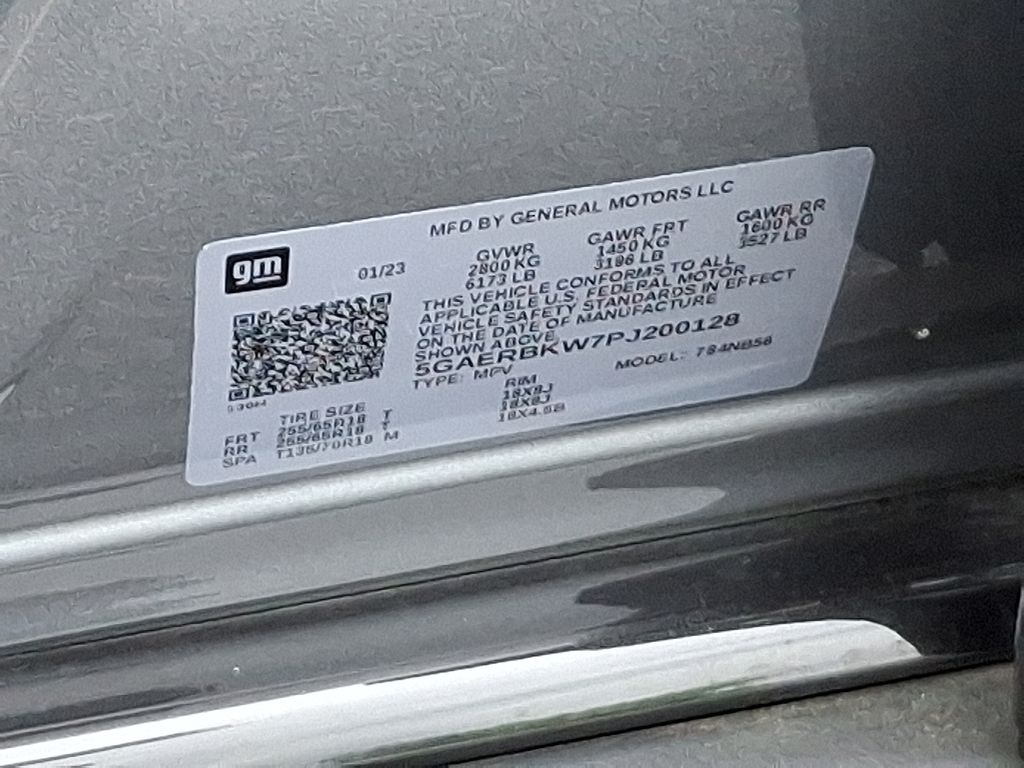 MFD BY GENERAL MOTORS LLC
gm
01/23
GVWR GAWR FRT GAWR RR
2800 KG 1450 KG 1600 KG
6173 LB 3196 LB 3527 LB
THIS VEHICLE CONFORMS TO ALL
APPLICABLE U.S. FEDERAL MOTOR
VEHICLE SAFETY STANDARDS IN EFFECT
ON THE DATE OF MANUFACTURE
SHOWN ABOVE.
5GAERBKW7PJ200128
TYPE: MPV MODEL: 784NB56
TIRE SIZE RIM
FRT 255/65R18 T 18X8J
RR 255/65R18 T 18X8J
SPA T135/70R18 M 18X4.5B